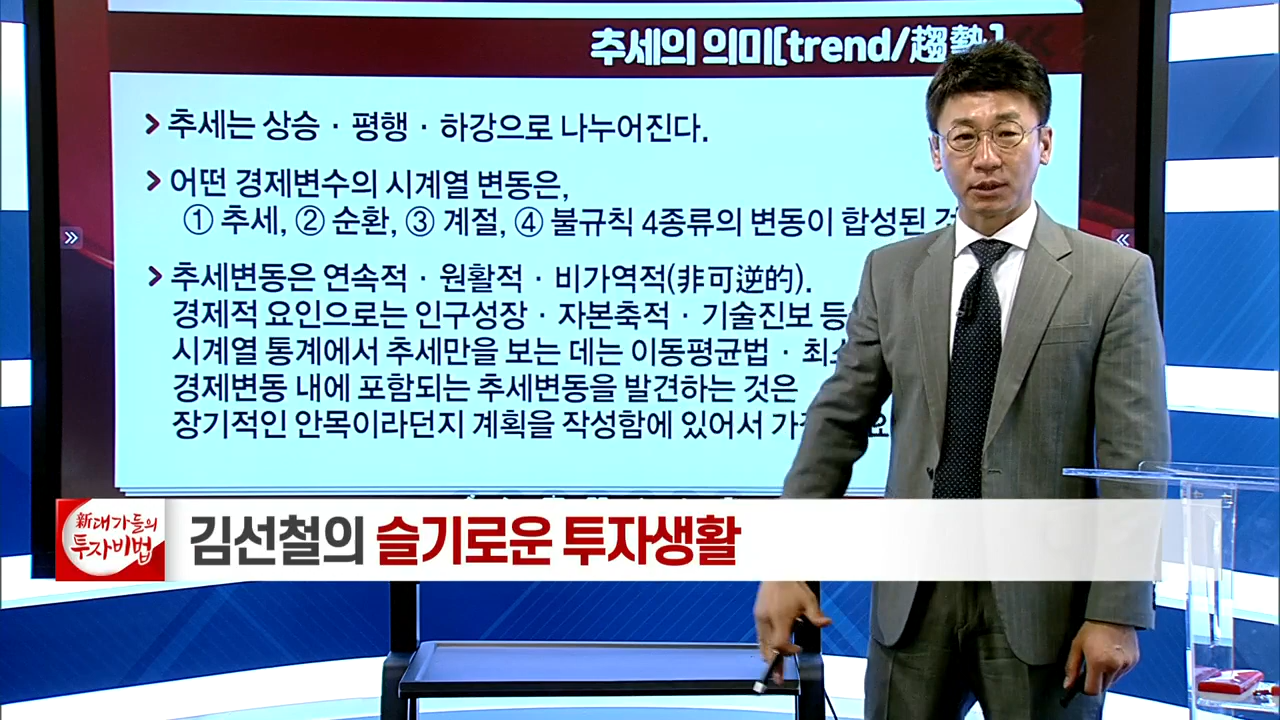 추세의 의미[trend/趨勢]
추세는 상승 · 평행 · 하강으로 나누어진다.
어떤 경제변수의 시계열 변동은,
① 추세, ② 순환, ③ 계절, ④ 불규칙 4종류의 변동이 합성된
추세변동은 연속적 · 원활적 · 비가역적(非可逆的).
경제적 요인으로는 인구성장 · 자본축적 · 기술진보 등
시계열 통계에서 추세만을 보는 데는 이동평균법 ·
경제변동 내에 포함되는 추세변동을 발견하는 것은
장기적인 안목이라던지 계획을 작성함에 있어서
新대가들의
투자비법
김선철의 슬기로운 투자생활